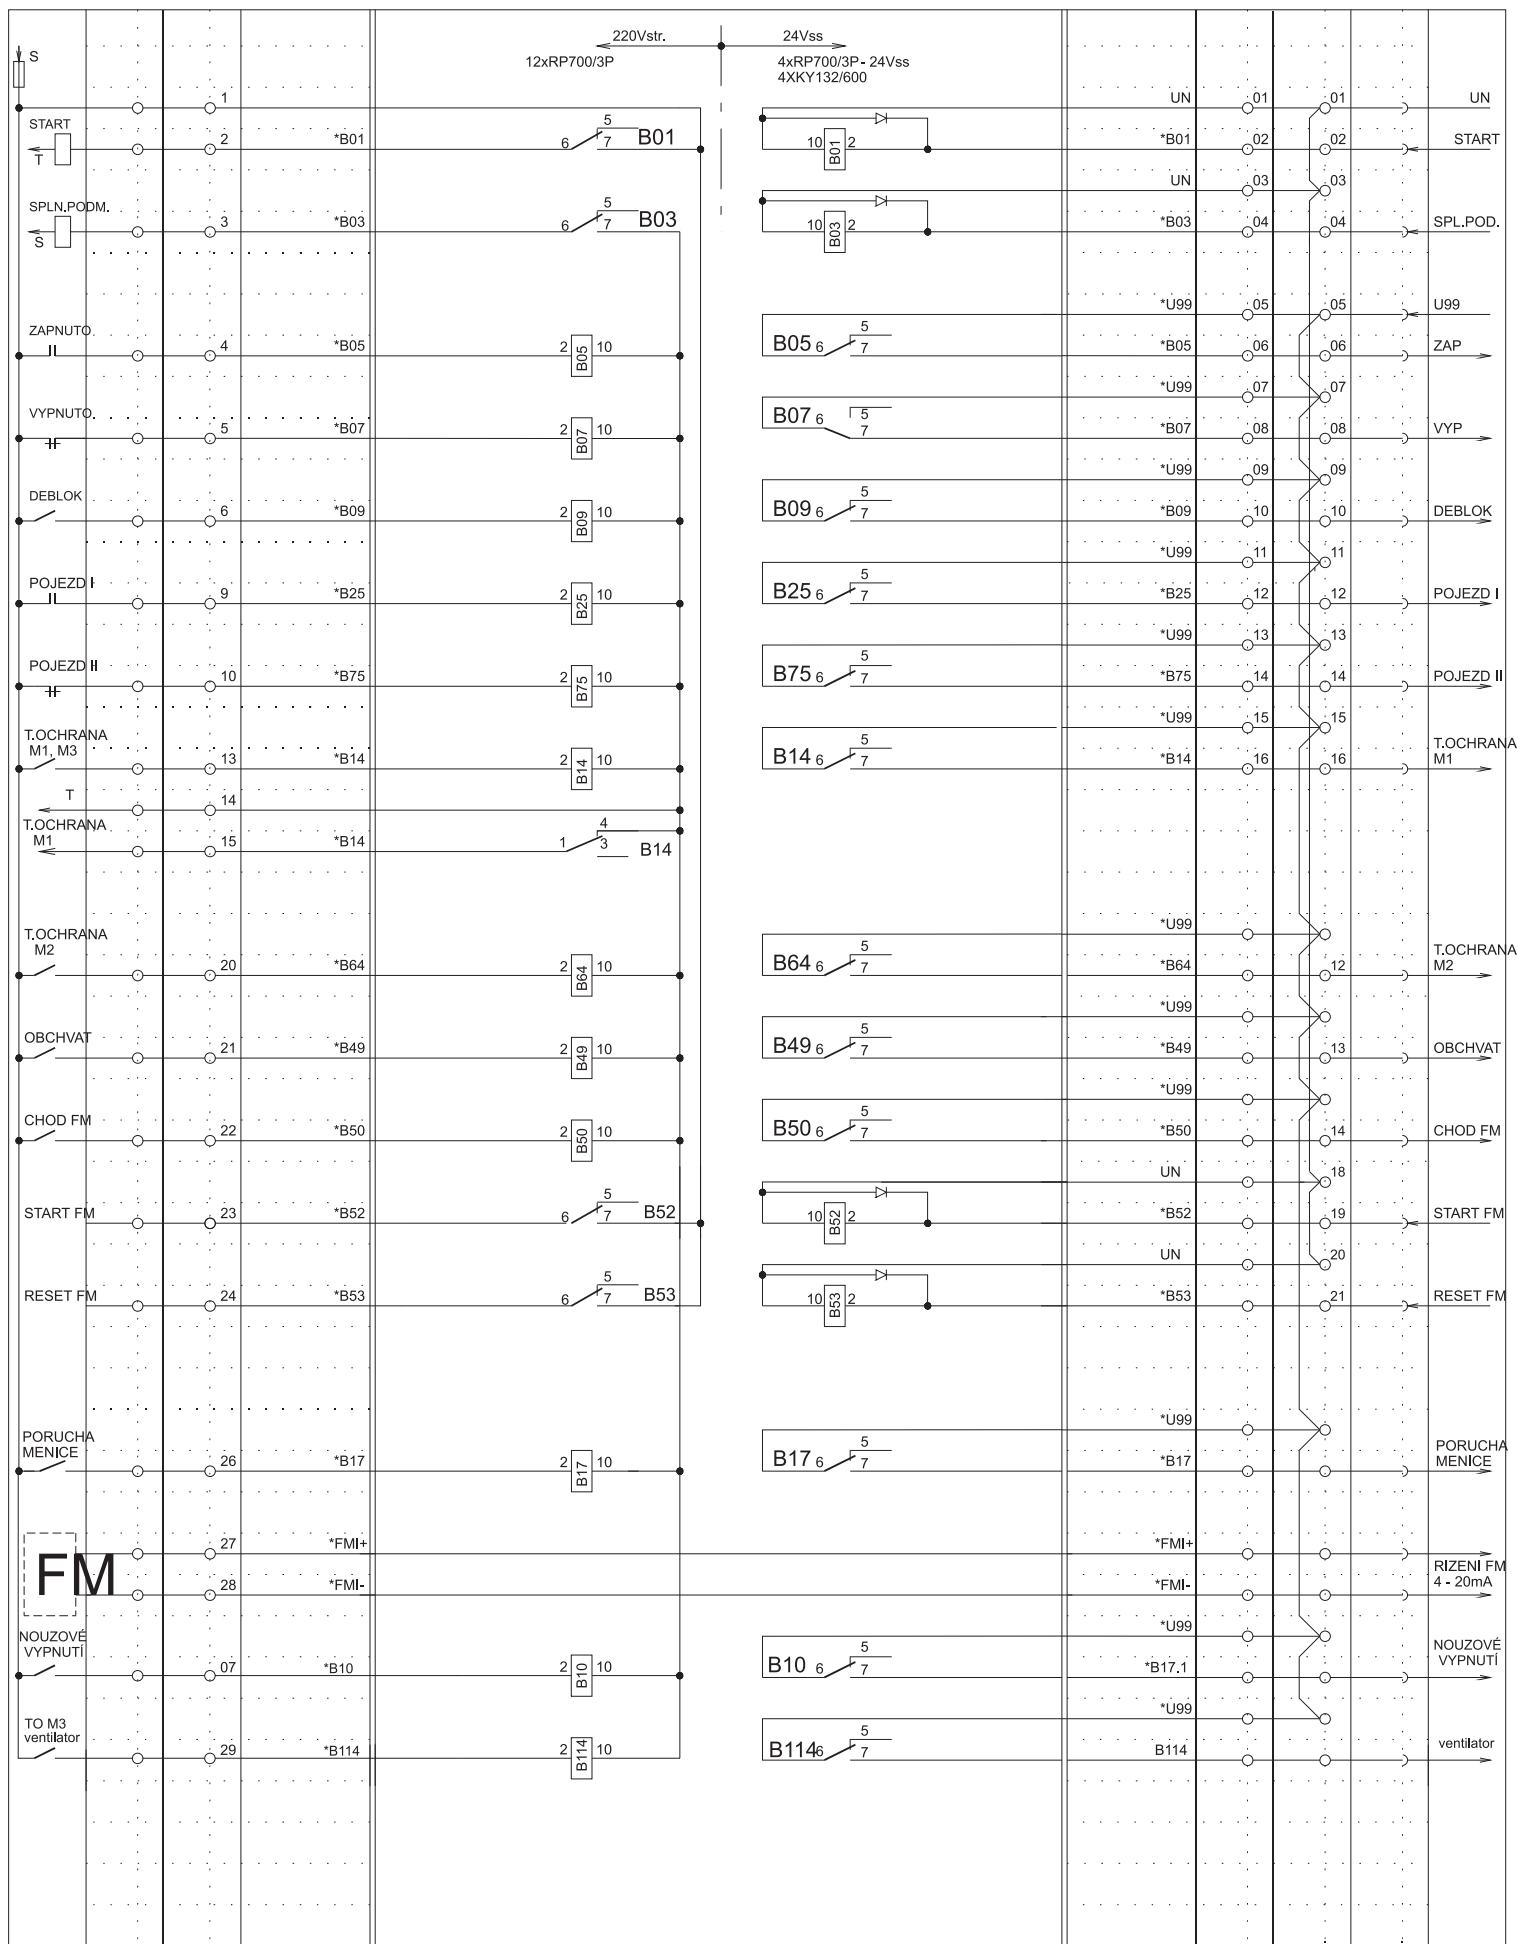 220Vstr. 24Vss
12xRP700/3P 4xRP700/3P- 24Vss
4XKY132/600
S
1 UN 01 01 UN
START
T 2 *B01 6 5 7 B01 10 B01 2 *B01 02 02 START
UN 03 03
SPLN.PODM.
S 3 *B03 6 5 7 B03 10 B03 2 *B03 04 04 SPL.POD.
*U99 05 05 U99
ZAPNUTO
4 *B05 2 B05 10 B05 6 5 7 *B05 06 06 ZAP
*U99 07 07
VYPNUTO
5 *B07 2 B07 10 B07 6 5 7 *B07 08 08 VYP
*U99 09 09
DEBLOK
6 *B09 2 B09 10 B09 6 5 7 *B09 10 10 DEBLOK
*U99 11 11
POJEZD I
9 *B25 2 B25 10 B25 6 5 7 *B25 12 12 POJEZD I
*U99 13 13
POJEZD II
10 *B75 2 B75 10 B75 6 5 7 *B75 14 14 POJEZD II
*U99 15 15
T.OCHRANA
M1, M3
13 *B14 2 B14 10 B14 6 5 7 *B14 16 16 T.OCHRANA
M1
T 14
T.OCHRANA
M1 15 *B14 1 4 3 B14
*U99
T.OCHRANA
M2
20 *B64 2 B64 10 B64 6 5 7 *B64 12 T.OCHRANA
M2
*U99
OBCHVAT
21 *B49 2 B49 10 B49 6 5 7 *B49 13 OBCHVAT
*U99
CHOD FM
22 *B50 2 B50 10 B50 6 5 7 *B50 14 CHOD FM
UN 18
START FM 23 *B52 6 5 7 B52 10 B52 2 *B52 19 START FM
UN 20
RESET FM 24 *B53 6 5 7 B53 10 B53 2 *B53 21 RESET FM
*U99
PORUCHA
MENICE
26 *B17 2 B17 10 B17 6 5 7 *B17 PORUCHA
MENICE
FM
27 *FMI+ *FMI+
28 *FMI- *FMI- RIZENI FM
4 - 20mA
*U99
NOUZOVÉ
VYPNUTÍ
07 *B10 2 B10 10 B10 6 5 7 *B17.1 NOUZOVÉ
VYPNUTÍ
*U99
TO M3
ventilator
29 *B114 2 B114 10 B114 6 5 7 B114 ventilator